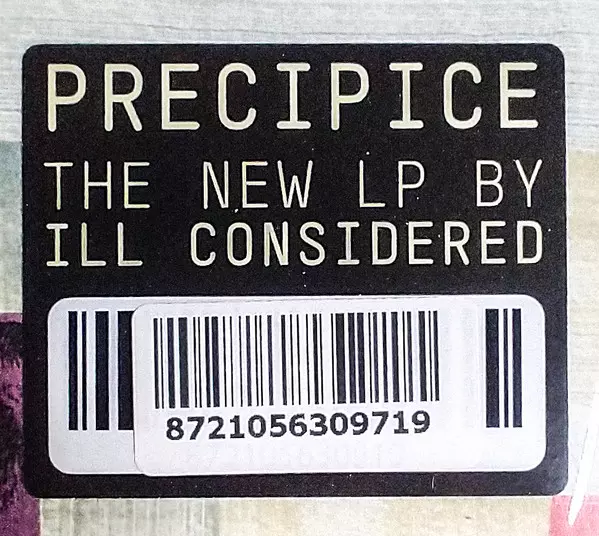 PRECIPICE
THE NEW LP BY
ILL CONSIDERED
8721056309719